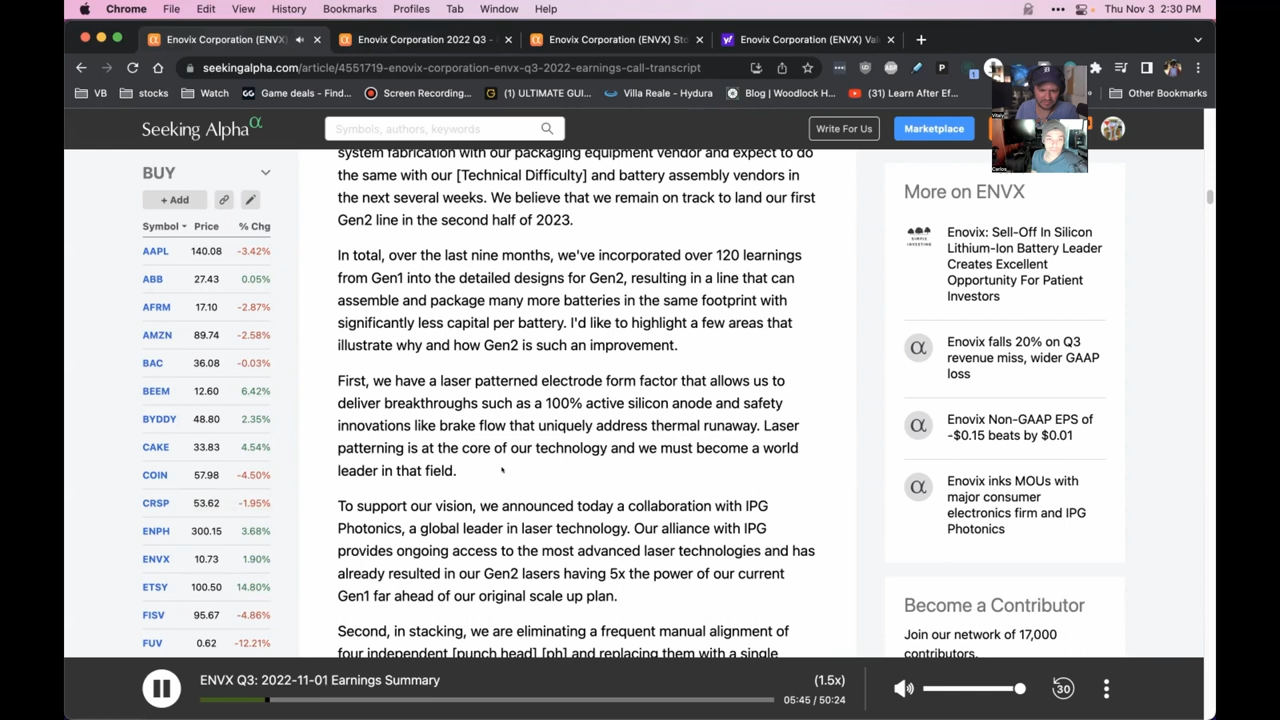 Chrome File Edit View History Bookmarks Profiles Tab Window Help
Thu Nov 3 2:30 PM
Enovix Corporation (ENVX)
Enovix Corporation 2022 Q3 -
Enovix Corporation (ENVX) Sto
Enovix Corporation (ENVX) Val
seekingalpha.com/article/4551719-enovix-corporation-envx-q3-2022-earnings-call-transcript
VB stocks Watch Game deals - Find... Screen Recording... (1) ULTIMATE GUI... Villa Reale - Hydura Blog | Woodlock H... (31) Learn After Ef... Other Bookmarks
Vitaly
Carlos
Seeking Alpha α
Symbols, authors, keywords
Write For Us
Marketplace
BUY
+ Add
Symbol Price % Chg
AAPL 140.08 -3.42%
ABB 27.43 0.05%
AFRM 17.10 -2.87%
AMZN 89.74 -2.58%
BAC 36.08 -0.03%
BEEM 12.60 6.42%
BYDDY 48.80 2.35%
CAKE 33.83 4.54%
COIN 57.98 -4.50%
CRSP 53.62 -1.95%
ENPH 300.15 3.68%
ENVX 10.73 1.90%
ETSY 100.50 14.80%
FISV 95.67 -4.86%
FUV 0.62 -12.21%
system fabrication with our packaging equipment vendor and expect to do
the same with our [Technical Difficulty] and battery assembly vendors in
the next several weeks. We believe that we remain on track to land our first
Gen2 line in the second half of 2023.
In total, over the last nine months, we've incorporated over 120 learnings
from Gen1 into the detailed designs for Gen2, resulting in a line that can
assemble and package many more batteries in the same footprint with
significantly less capital per battery. I'd like to highlight a few areas that
illustrate why and how Gen2 is such an improvement.
First, we have a laser patterned electrode form factor that allows us to
deliver breakthroughs such as a 100% active silicon anode and safety
innovations like brake flow that uniquely address thermal runaway. Laser
patterning is at the core of our technology and we must become a world
leader in that field.
To support our vision, we announced today a collaboration with IPG
Photonics, a global leader in laser technology. Our alliance with IPG
provides ongoing access to the most advanced laser technologies and has
already resulted in our Gen2 lasers having 5x the power of our current
Gen1 far ahead of our original scale up plan.
Second, in stacking, we are eliminating a frequent manual alignment of
four independent [punch head] [ph] and replacing them with a single
More on ENVX
Enovix: Sell-Off In Silicon
Lithium-Ion Battery Leader
Creates Excellent
Opportunity For Patient
Investors
Enovix falls 20% on Q3
revenue miss, wider GAAP
loss
Enovix Non-GAAP EPS of
-$0.15 beats by $0.01
Enovix inks MOUs with
major consumer
electronics firm and IPG
Photonics
Become a Contributor
Join our network of 17,000
contributors.
ENVX Q3: 2022-11-01 Earnings Summary
(1.5x)
05:45 / 50:24
30